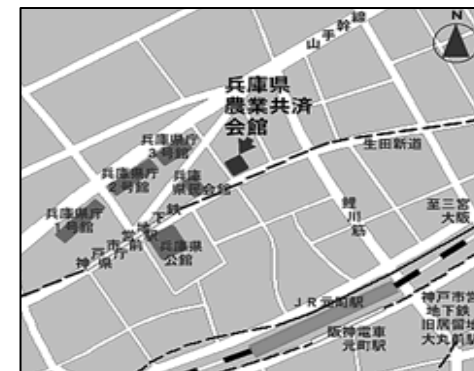 N
山手幹線
兵庫県
農業共済
会館
兵庫県庁
3号館
生田新道
兵庫県庁
2号館
兵庫
県民会館
兵庫県庁
1号館
鯉川筋
至三宮
大阪
神戸市営地下鉄
県庁前駅
兵庫県
公館
JR元町駅
神戸市営
地下鉄
旧居留地
大丸前駅
阪神電車
元町駅